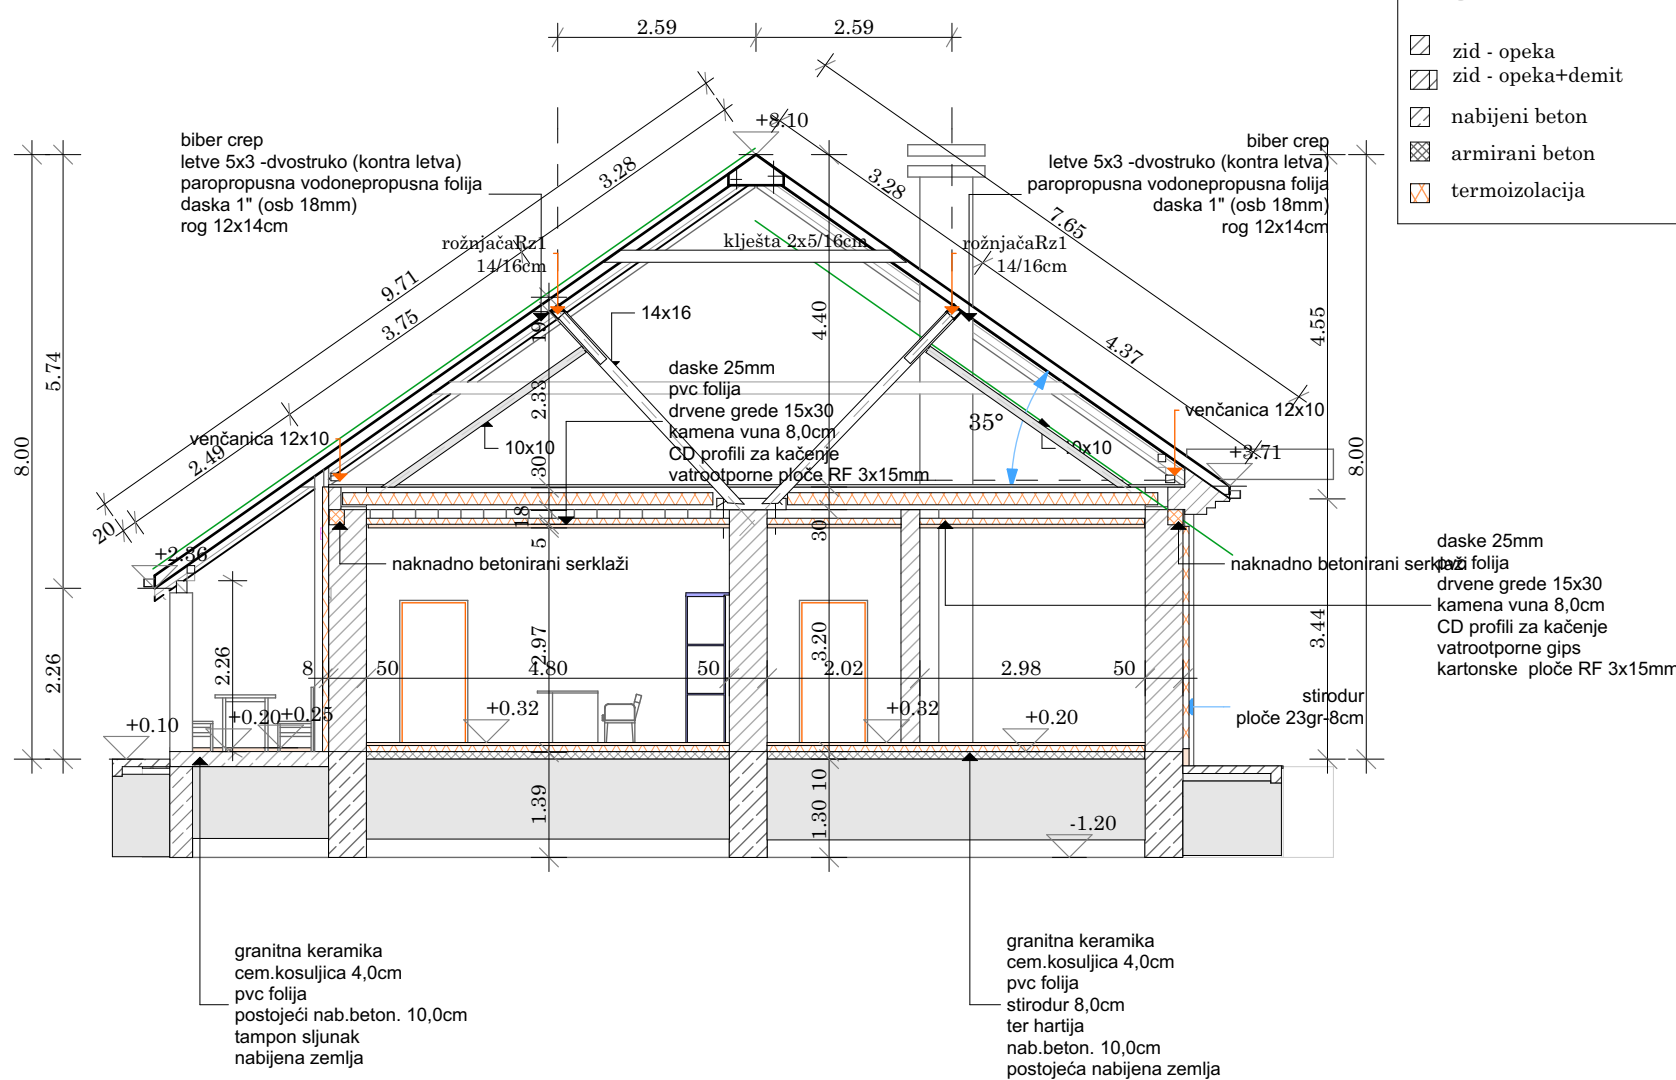 2.59
2.59
zid - opeka
zid - opeka+demit
nabijeni beton
armirani beton
termoizolacija
+8.10
biber crep
letve 5x3 -dvostruko (kontra letva)
paropropusna vodonepropusna folija
daska 1" (osb 18mm)
rog 12x14cm
biber crep
letve 5x3 -dvostruko (kontra letva)
paropropusna vodonepropusna folija
daska 1" (osb 18mm)
rog 12x14cm
3.28
3.28
7.65
9.71
3.75
rožnjačaRz1
14/16cm
klješta 2x5/16cm
rožnjačaRz1
14/16cm
14x16
19
4.40
4.55
4.37
5.74
daske 25mm
pvc folija
drvene grede 15x30
kamena vuna 8,0cm
CD profili za kačenje
vatrootporne ploče RF 3x15mm
2.33
35°
venčanica 12x10
venčanica 12x10
10x10
10x10
2.49
8.00
8.00
+3.71
30
18
5
30
20
+2.36
naknadno betonirani serklaži
naknadno betonirani serklaži
daske 25mm
pvc folija
drvene grede 15x30
kamena vuna 8,0cm
CD profili za kačenje
vatrootporne gips
kartonske ploče RF 3x15mm
3.44
2.26
2.26
2.97
3.20
8
50
4.80
50
2.02
2.98
50
stirodur
ploče 23gr-8cm
+0.10
+0.20
+0.25
+0.32
+0.32
+0.20
1.39
10
1.30
-1.20
granitna keramika
cem.kosuljica 4,0cm
pvc folija
postojeći nab.beton. 10,0cm
tampon sljunak
nabijena zemlja
granitna keramika
cem.kosuljica 4,0cm
pvc folija
stirodur 8,0cm
ter hartija
nab.beton. 10,0cm
postojeća nabijena zemlja